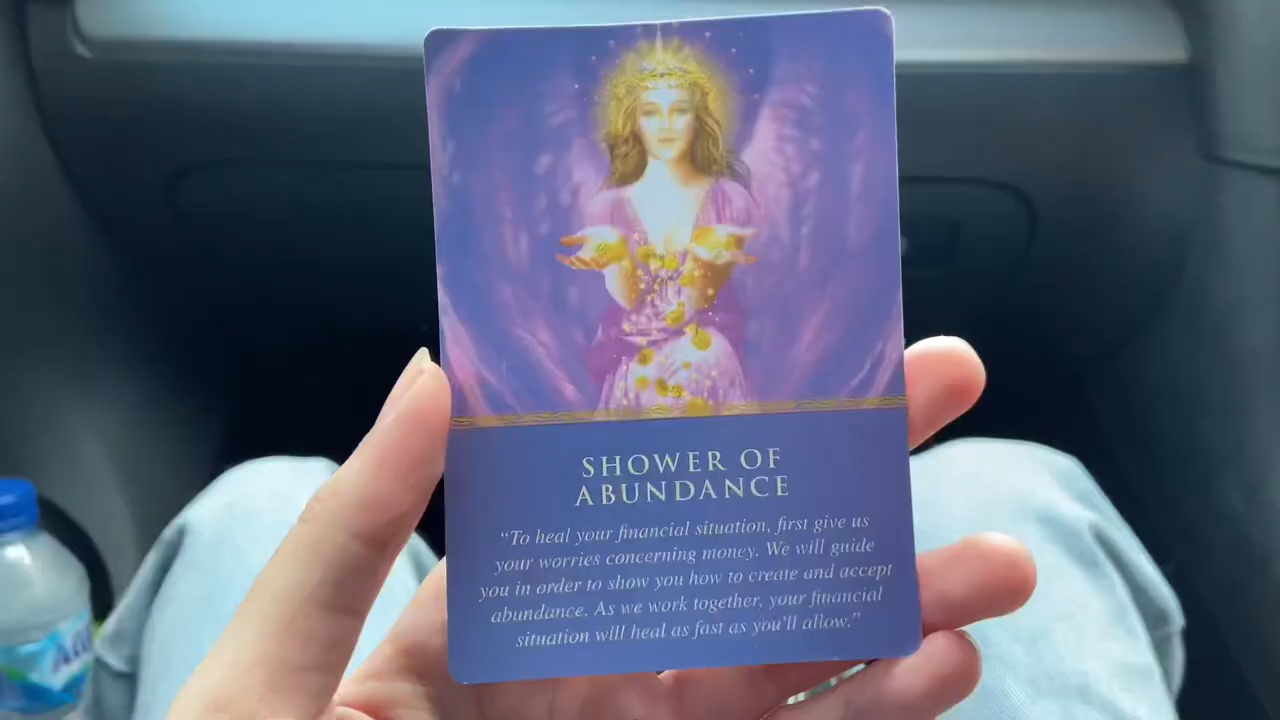 SHOWER OF
ABUNDANCE
“To heal your financial situation, first give us
your worries concerning money. We will guide
you in order to show you how to create and accept
abundance. As we work together, your financial
situation will heal as fast as you’ll allow.”